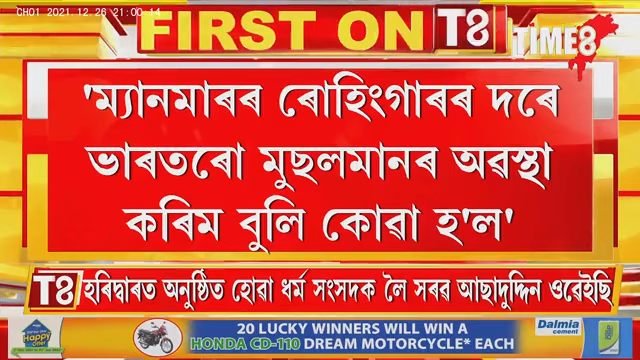 CH01 2021.12.26 21:00:14
FIRST ON T8
TIME8
'ম্যানমাৰৰ ৰোহিংগাৰৰ দৰে
ভাৰতৰো মুছলমানৰ অৱস্থা
কৰিম বুলি কোৱা হ'ল'
T8 হৰিদ্বাৰত অনুষ্ঠিত হোৱা ধৰ্ম সংসদক লৈ সৰৱ আছাদুদ্দিন ওৱেইছি
20 LUCKY WINNERS WILL WIN A
HONDA CD-110 DREAM MOTORCYCLE* EACH
Dalmia
cement